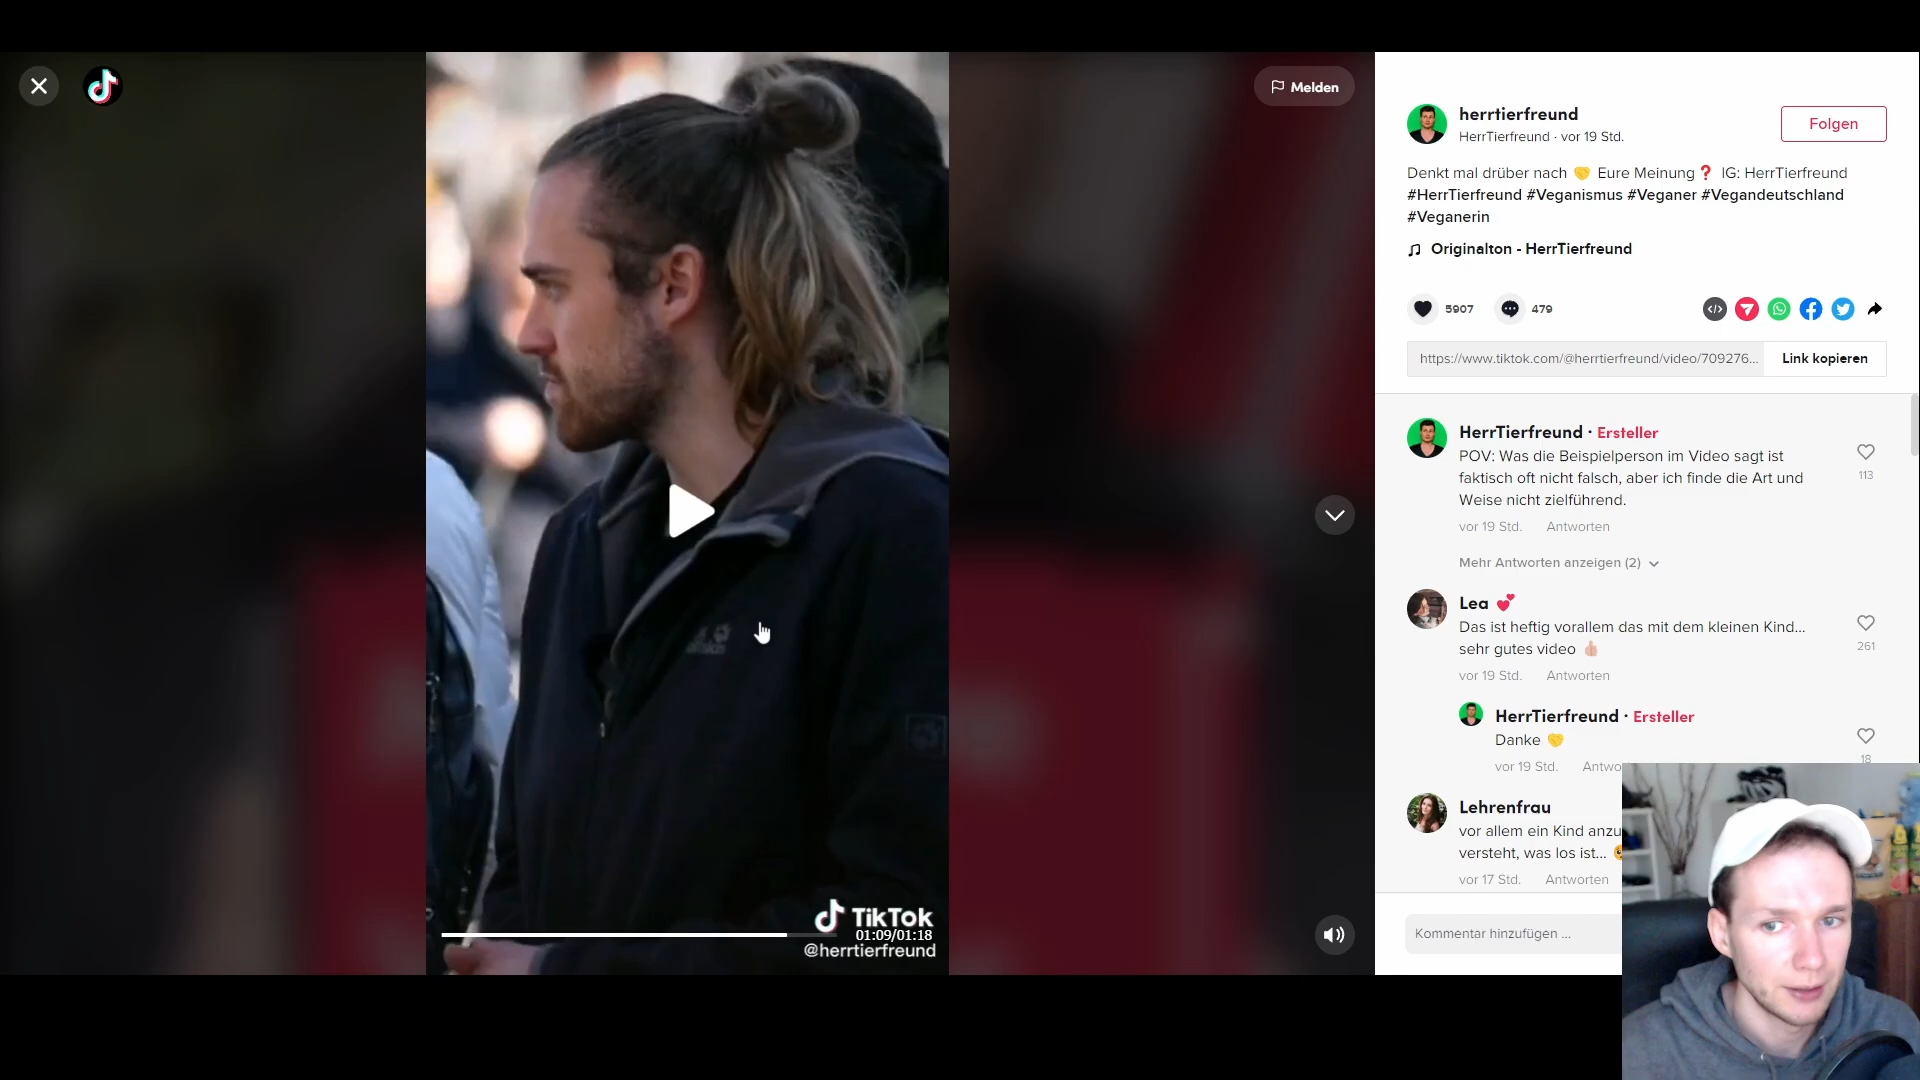 Melden
TikTok
01:09/01:18
@herrtierfreund
herrtierfreund
HerrTierfreund · vor 19 Std.
Folgen
Denkt mal drüber nach 🤝 Eure Meinung❓ IG: HerrTierfreund
#HerrTierfreund #Veganismus #Veganer #Vegandeutschland
#Veganerin
Originalton - HerrTierfreund
5907
479
https://www.tiktok.com/@herrtierfreund/video/709276...
Link kopieren
HerrTierfreund · Ersteller
POV: Was die Beispielperson im Video sagt ist
faktisch oft nicht falsch, aber ich finde die Art und
Weise nicht zielführend.
113
vor 19 Std. Antworten
Mehr Antworten anzeigen (2)
Lea 💕
Das ist heftig vorallem das mit dem kleinen Kind...
sehr gutes video 👍🏻
261
vor 19 Std. Antworten
HerrTierfreund · Ersteller
Danke 🤝
18
vor 19 Std. Antwo
Lehrenfrau
vor allem ein Kind anzu
versteht, was los ist...
vor 17 Std. Antworten
Kommentar hinzufügen ...